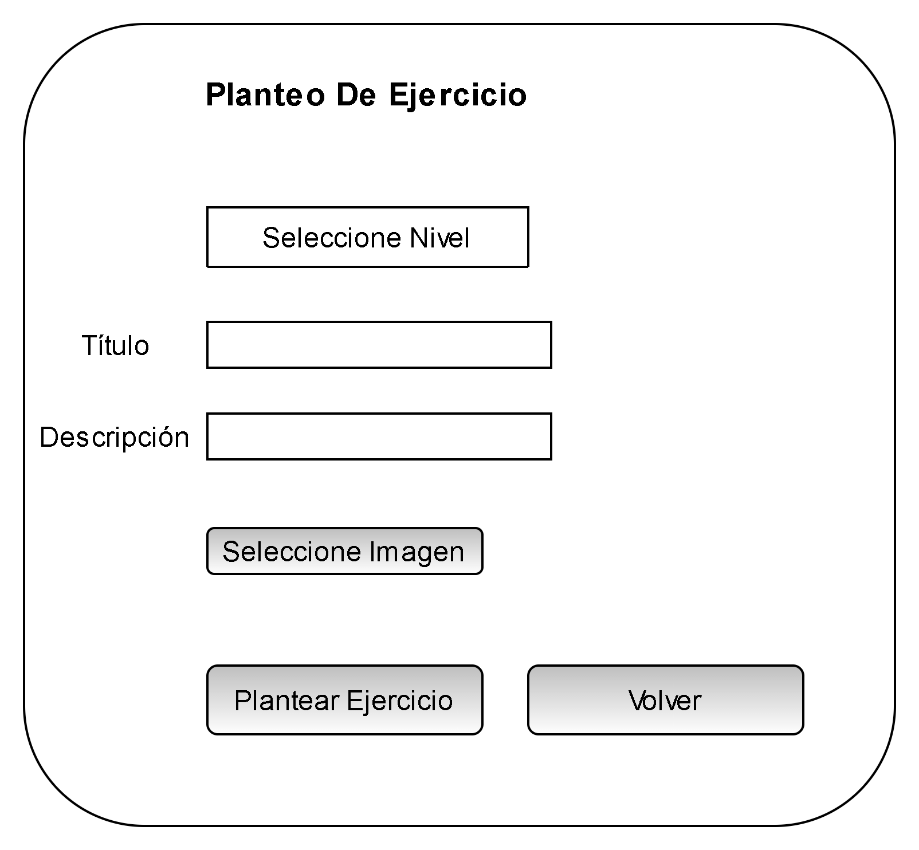 Planteo De Ejercicio
Seleccione Nivel
Título
Descripción
Seleccione Imagen
Plantear Ejercicio
Volver